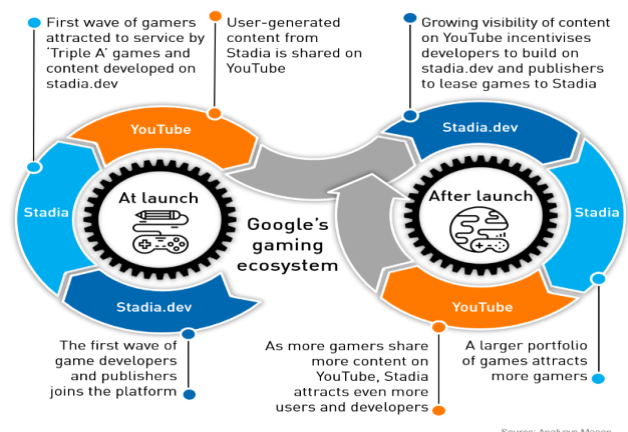 First wave of gamers
attracted to service by
‘Triple A’ games and
content developed on
stadia.dev
User-generated
content from
Stadia is shared on
YouTube
Growing visibility of content
on YouTube incentivises
developers to build on
stadia.dev and publishers
to lease games to Stadia
YouTube
Stadia
At launch
Stadia.dev
Google’s
gaming
ecosystem
Stadia.dev
After launch
Stadia
YouTube
The first wave of
game developers
and publishers
joins the platform
As more gamers share
more content on
YouTube, Stadia
attracts even more
users and developers
A larger portfolio
of games attracts
more gamers